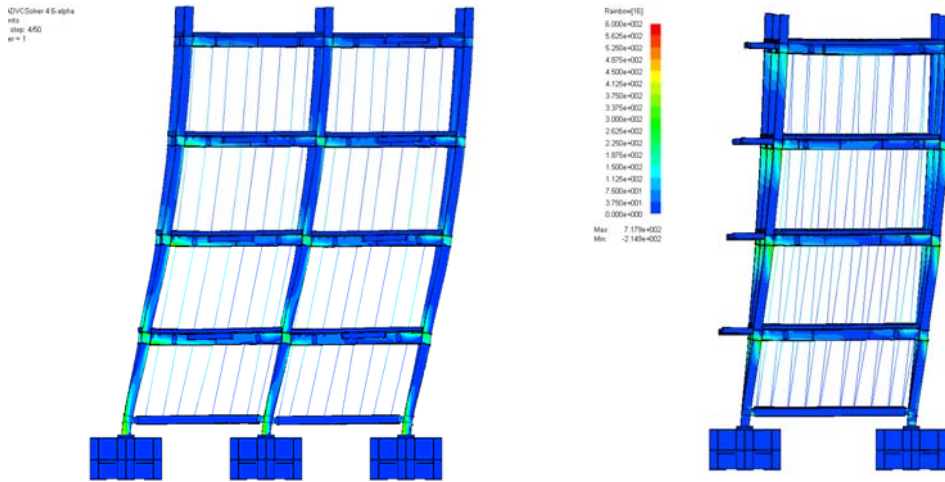 ADVCSolver 4.6-alpha
step: 4/50
= 1
Rainbow[16]
6.000e+002
5.625e+002
5.250e+002
4.875e+002
4.500e+002
4.125e+002
3.750e+002
3.375e+002
3.000e+002
2.625e+002
2.250e+002
1.875e+002
1.500e+002
1.125e+002
7.500e+001
3.750e+001
0.000e+000
Max: 7.179e+002
Min: -2.149e+002